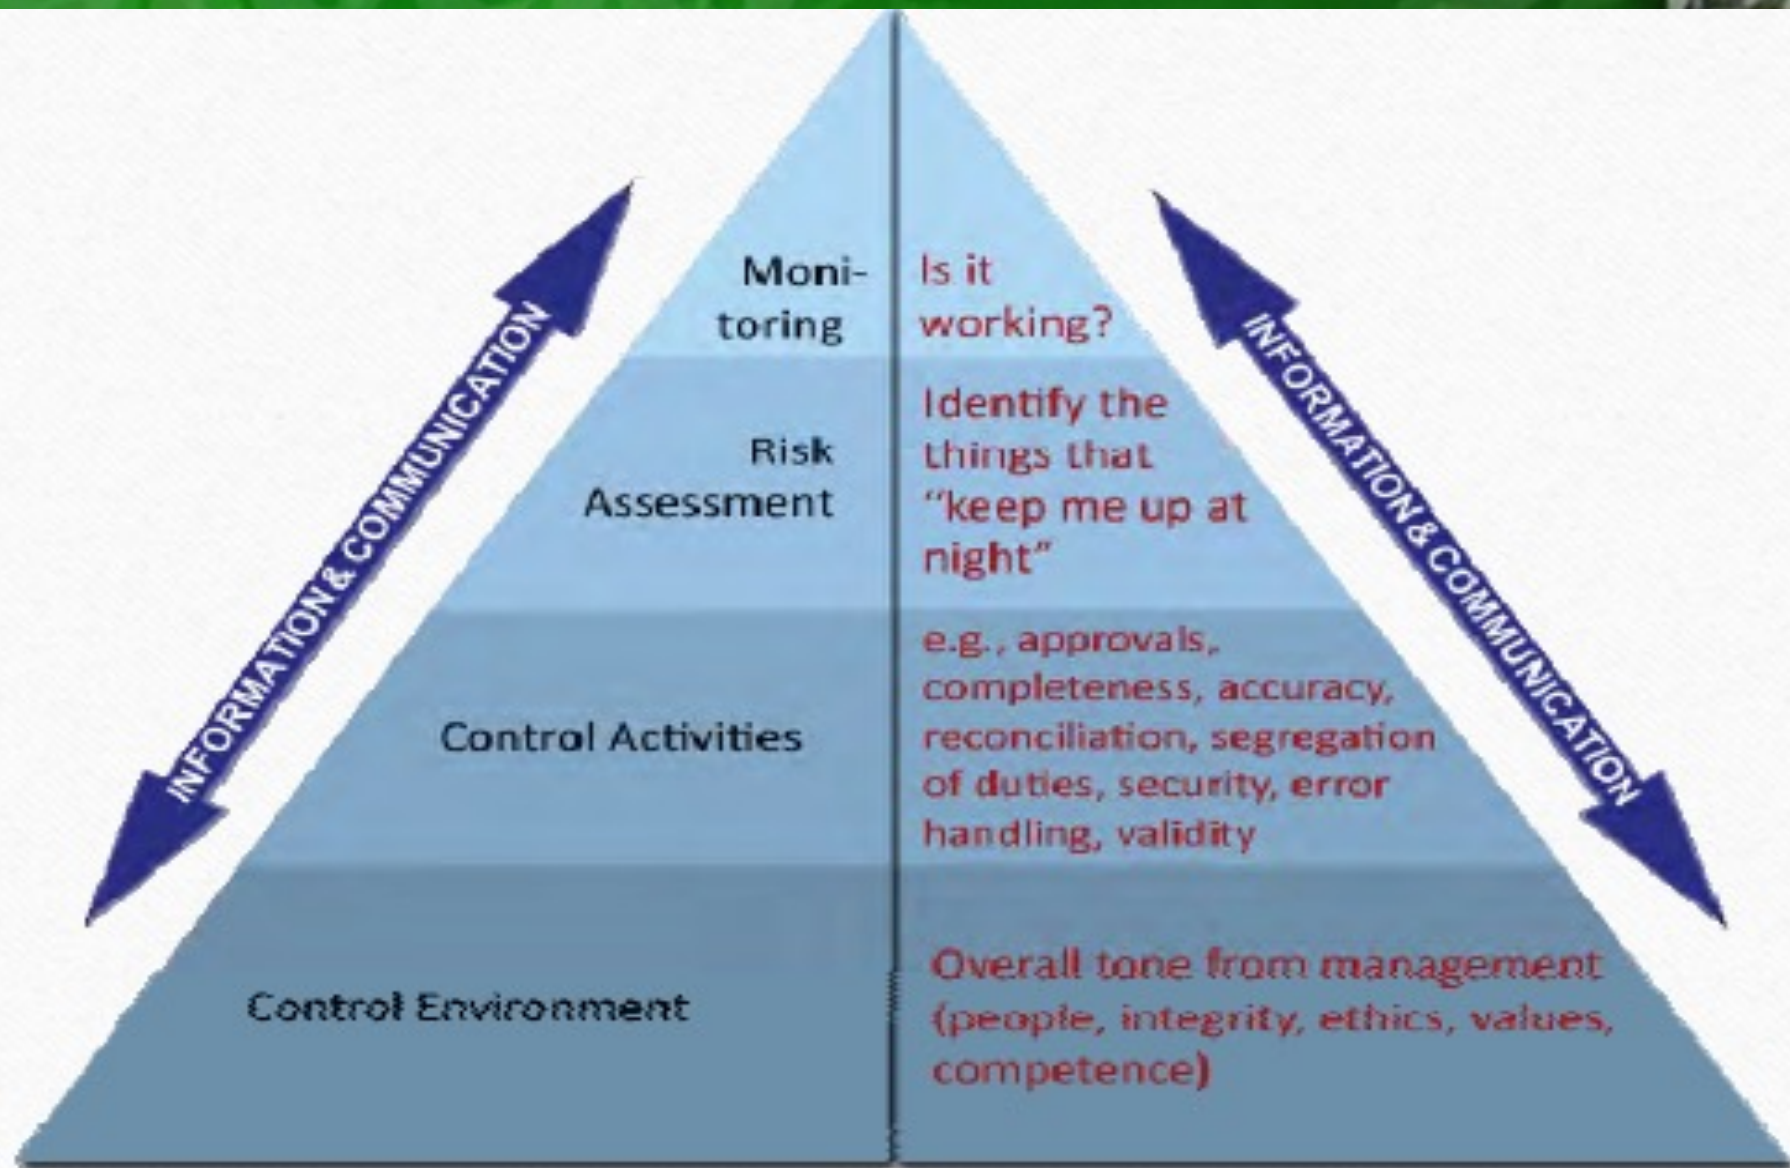 INFORMATION & COMMUNICATION
Moni-
toring
Is it
working?
Risk
Assessment
Identify the
things that
“keep me up at
night”
Control Activities
e.g., approvals,
completeness, accuracy,
reconciliation, segregation
of duties, security, error
handling, validity
Control Environment
Overall tone from management
(people, integrity, ethics, values,
competence)
INFORMATION & COMMUNICATION